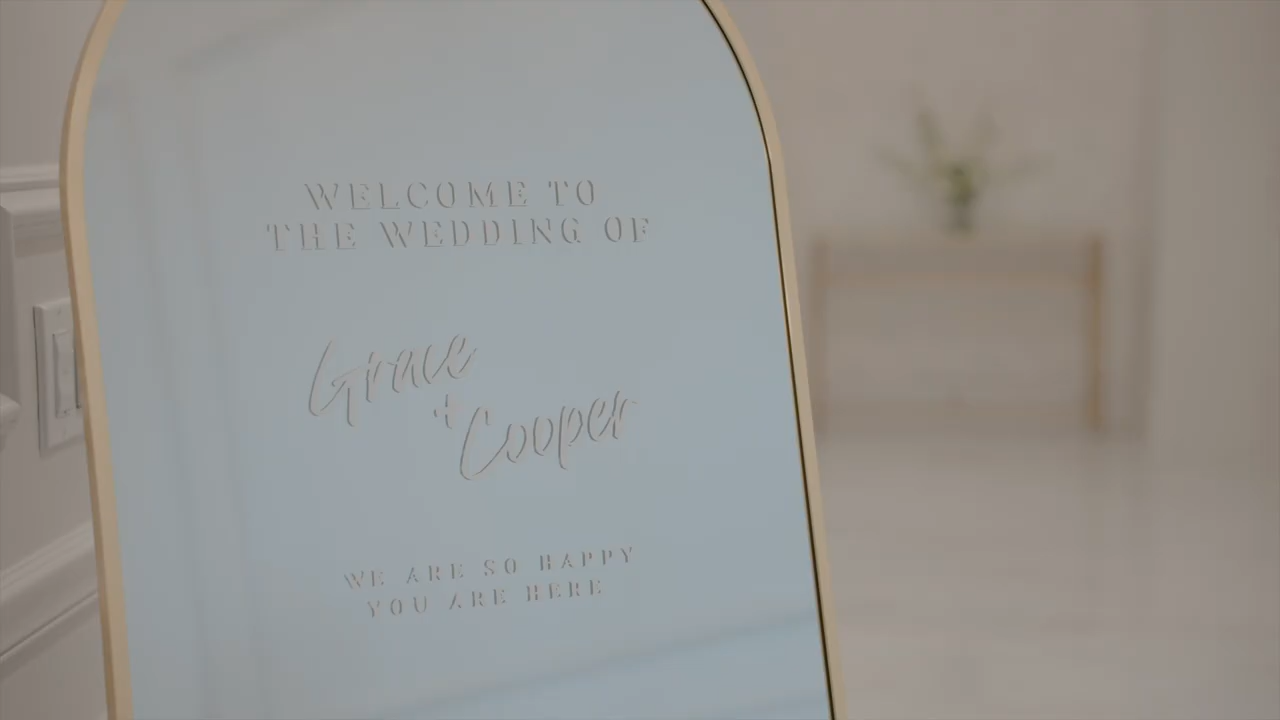 WELCOME TO
THE WEDDING OF
Grace
+
Cooper
WE ARE SO HAPPY
YOU ARE HERE